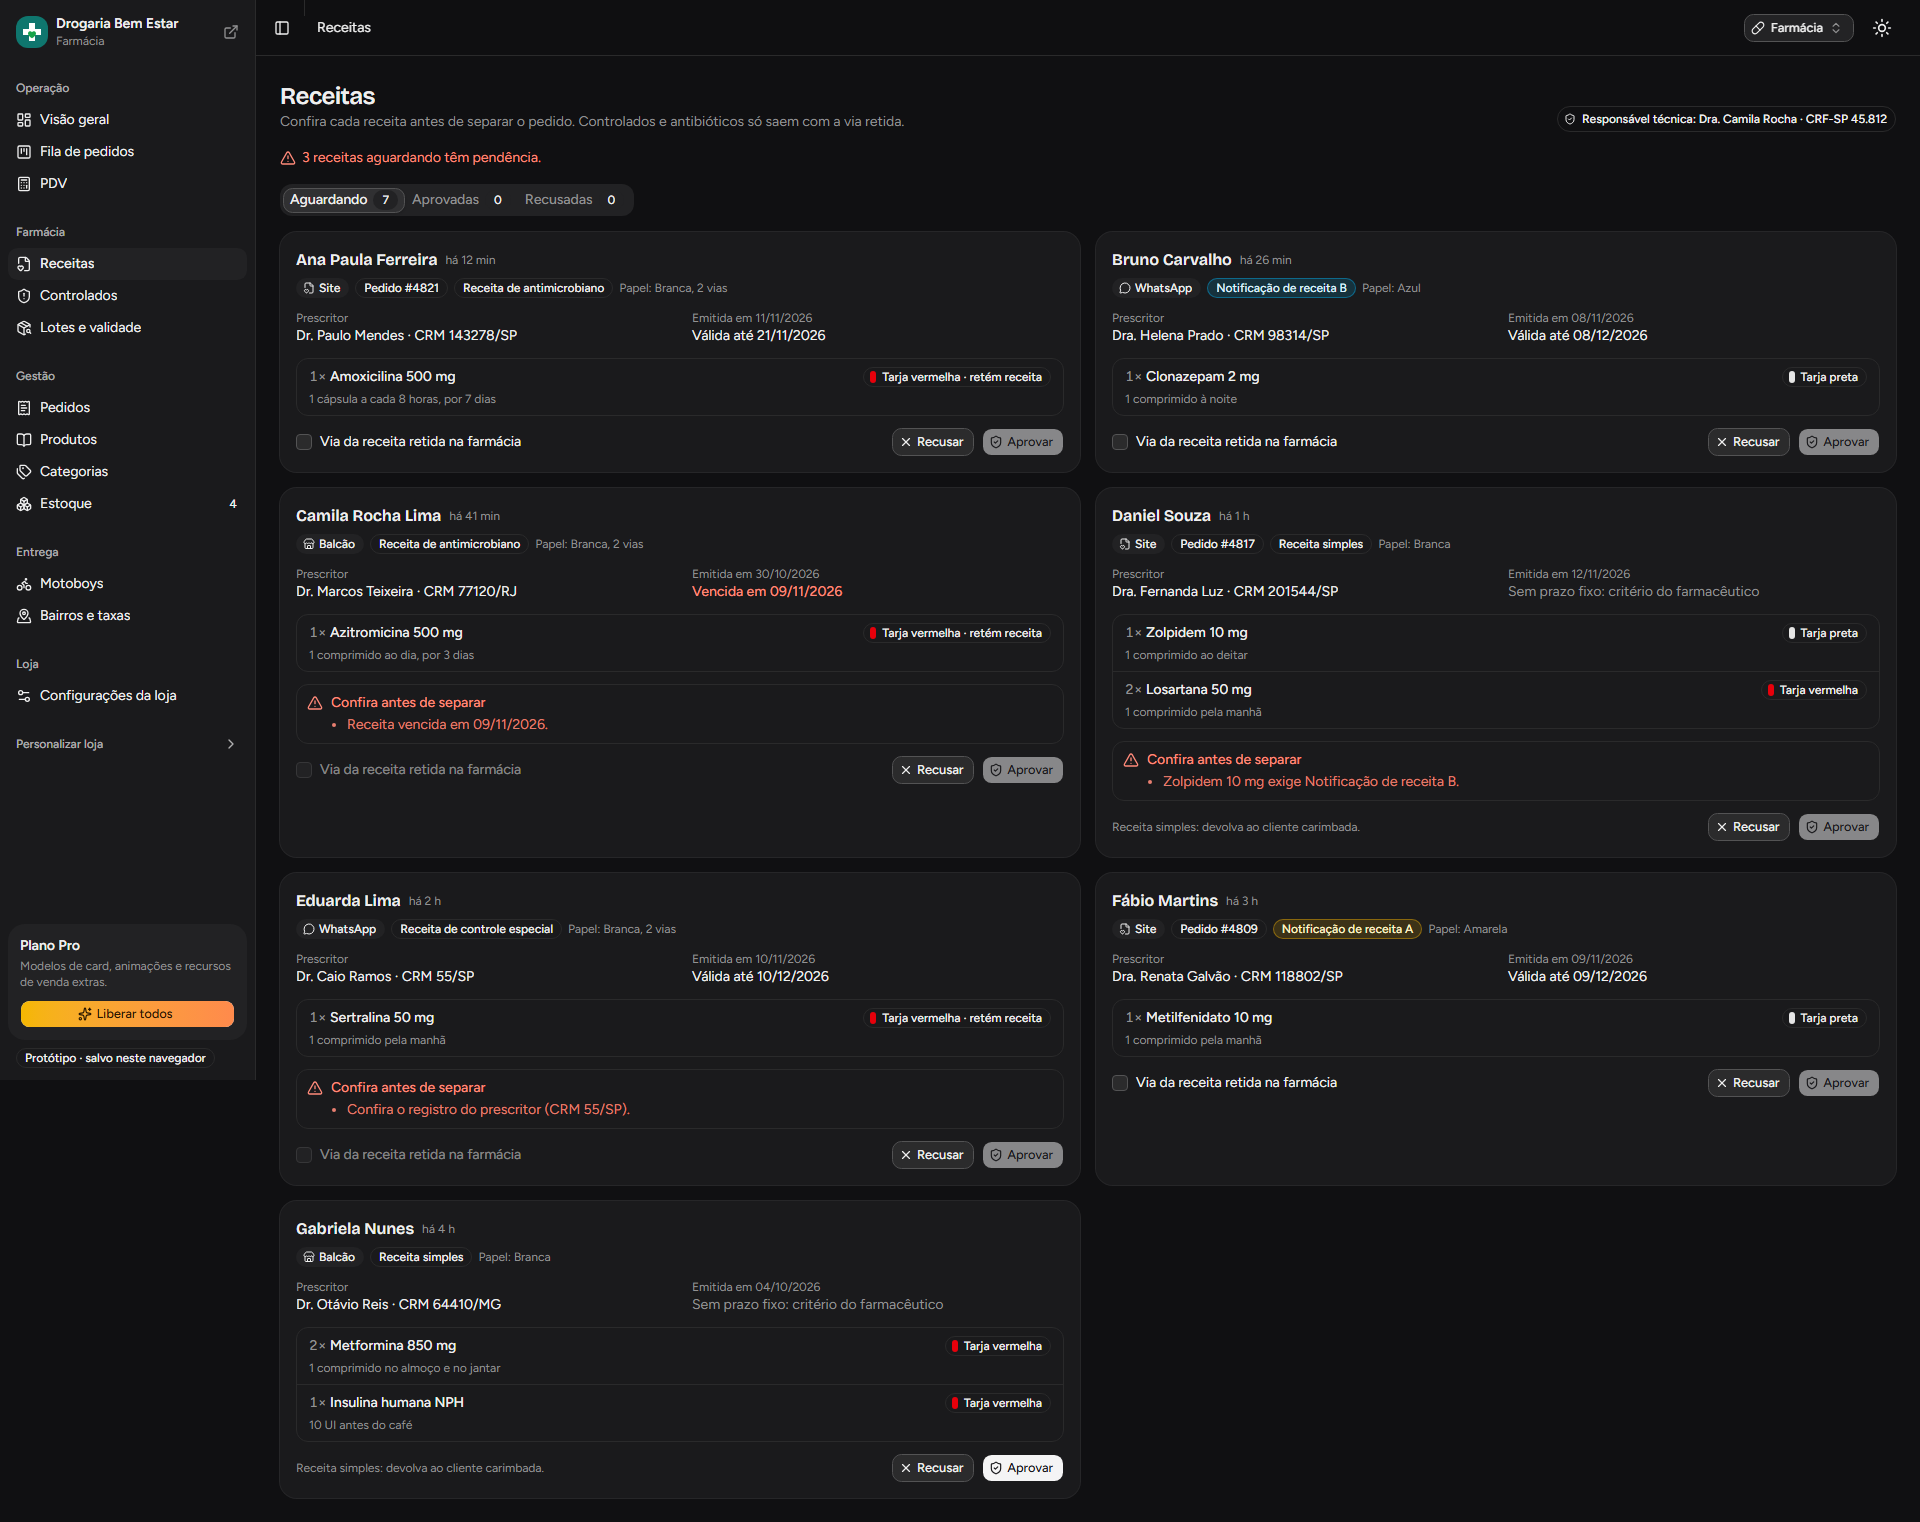 Drogaria Bem Estar
Farmácia
Operação
Visão geral
Fila de pedidos
PDV
Farmácia
Receitas
Controlados
Lotes e validade
Gestão
Pedidos
Produtos
Categorias
Estoque 4
Entrega
Motoboys
Bairros e taxas
Loja
Configurações da loja
Personalizar loja
Plano Pro
Modelos de card, animações e recursos
de venda extras.
Liberar todos
Protótipo · salvo neste navegador
Receitas
Farmácia
Receitas
Confira cada receita antes de separar o pedido. Controlados e antibióticos só saem com a via retida.
Responsável técnica: Dra. Camila Rocha · CRF-SP 45.812
3 receitas aguardando têm pendência.
Aguardando 7 Aprovadas 0 Recusadas 0
Ana Paula Ferreira há 12 min
Site Pedido #4821 Receita de antimicrobiano Papel: Branca, 2 vias
Prescritor Emitida em 11/11/2026
Dr. Paulo Mendes · CRM 143278/SP Válida até 21/11/2026
1× Amoxicilina 500 mg Tarja vermelha · retém receita
1 cápsula a cada 8 horas, por 7 dias
Via da receita retida na farmácia Recusar Aprovar
Bruno Carvalho há 26 min
WhatsApp Notificação de receita B Papel: Azul
Prescritor Emitida em 08/11/2026
Dra. Helena Prado · CRM 98314/SP Válida até 08/12/2026
1× Clonazepam 2 mg Tarja preta
1 comprimido à noite
Via da receita retida na farmácia Recusar Aprovar
Camila Rocha Lima há 41 min
Balcão Receita de antimicrobiano Papel: Branca, 2 vias
Prescritor Emitida em 30/10/2026
Dr. Marcos Teixeira · CRM 77120/RJ Vencida em 09/11/2026
1× Azitromicina 500 mg Tarja vermelha · retém receita
1 comprimido ao dia, por 3 dias
Confira antes de separar
• Receita vencida em 09/11/2026.
Via da receita retida na farmácia Recusar Aprovar
Daniel Souza há 1 h
Site Pedido #4817 Receita simples Papel: Branca
Prescritor Emitida em 12/11/2026
Dra. Fernanda Luz · CRM 201544/SP Sem prazo fixo: critério do farmacêutico
1× Zolpidem 10 mg Tarja preta
1 comprimido ao deitar
2× Losartana 50 mg Tarja vermelha
1 comprimido pela manhã
Confira antes de separar
• Zolpidem 10 mg exige Notificação de receita B.
Receita simples: devolva ao cliente carimbada. Recusar Aprovar
Eduarda Lima há 2 h
WhatsApp Receita de controle especial Papel: Branca, 2 vias
Prescritor Emitida em 10/11/2026
Dr. Caio Ramos · CRM 55/SP Válida até 10/12/2026
1× Sertralina 50 mg Tarja vermelha · retém receita
1 comprimido pela manhã
Confira antes de separar
• Confira o registro do prescritor (CRM 55/SP).
Via da receita retida na farmácia Recusar Aprovar
Fábio Martins há 3 h
Site Pedido #4809 Notificação de receita A Papel: Amarela
Prescritor Emitida em 09/11/2026
Dra. Renata Galvão · CRM 118802/SP Válida até 09/12/2026
1× Metilfenidato 10 mg Tarja preta
1 comprimido pela manhã
Via da receita retida na farmácia Recusar Aprovar
Gabriela Nunes há 4 h
Balcão Receita simples Papel: Branca
Prescritor Emitida em 04/10/2026
Dr. Otávio Reis · CRM 64410/MG Sem prazo fixo: critério do farmacêutico
2× Metformina 850 mg Tarja vermelha
1 comprimido no almoço e no jantar
1× Insulina humana NPH Tarja vermelha
10 UI antes do café
Receita simples: devolva ao cliente carimbada. Recusar Aprovar